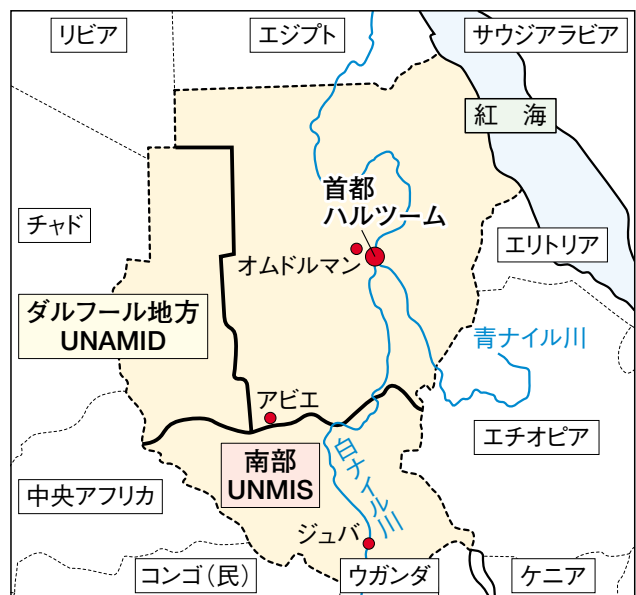 リビア
エジプト
サウジアラビア
紅 海
首都
ハルツーム
チャド
オムドルマン
エリトリア
ダルフール地方
UNAMID
青ナイル川
アビエ
エチオピア
南部
UNMIS
白ナイル川
中央アフリカ
ジュバ
コンゴ（民）
ウガンダ
ケニア